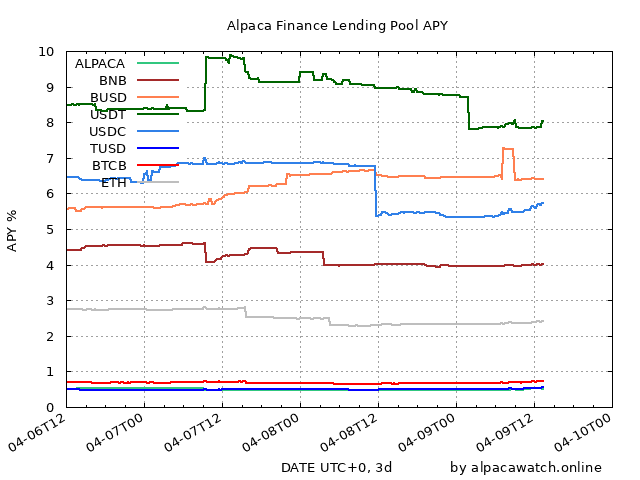 Alpaca Finance Lending Pool APY
10
9
8
7
6
5
4
3
2
1
0
APY %
ALPACA
BNB
BUSD
USDT
USDC
TUSD
BTCB
ETH
04-06T12
04-07T00
04-07T12
04-08T00
04-08T12
04-09T00
04-09T12
04-10T00
DATE UTC+0, 3d
by alpacawatch.online